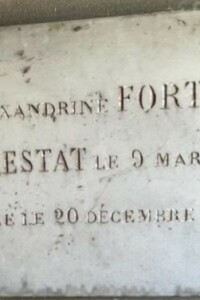 XANDRINE FORT
ESTAT LE 9 MAR
E LE 20 DÉCEMBRE